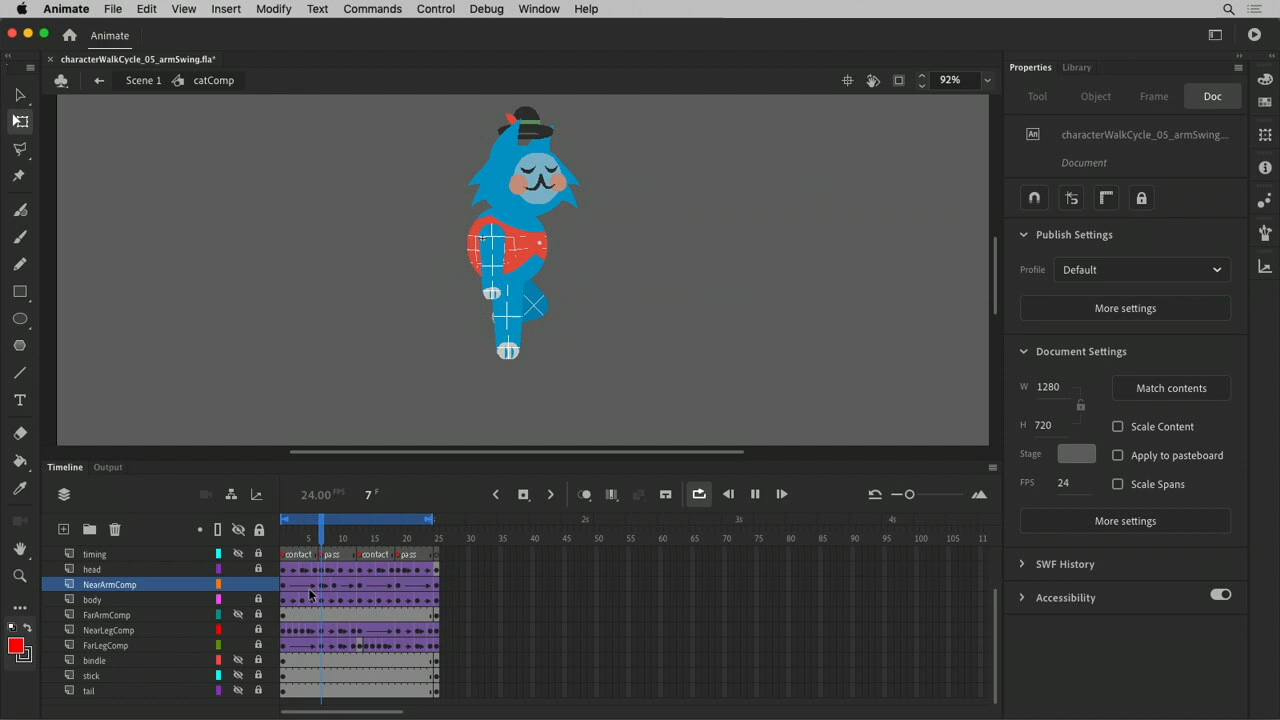 Animate File Edit View Insert Modify Text Commands Control Debug Window Help
Animate
characterWalkCycle_05_armSwing.fla*
Scene 1 catComp 92%
Properties Library
Tool Object Frame Doc
An characterWalkCycle_05_armSwing...
Document
Publish Settings
Profile Default
More settings
Document Settings
W 1280 Match contents
H 720 Scale Content
Stage Apply to pasteboard
FPS 24 Scale Spans
More settings
SWF History
Accessibility
Timeline Output
24.00 FPS 7 F
2s 3s 4s
5 10 15 20 25 30 35 40 45 50 55 60 65 70 75 80 85 90 95 100 105 11
timing contact pass contact pass
head
NearArmComp
body
FarArmComp
NearLegComp
FarLegComp
bindle
stick
tail